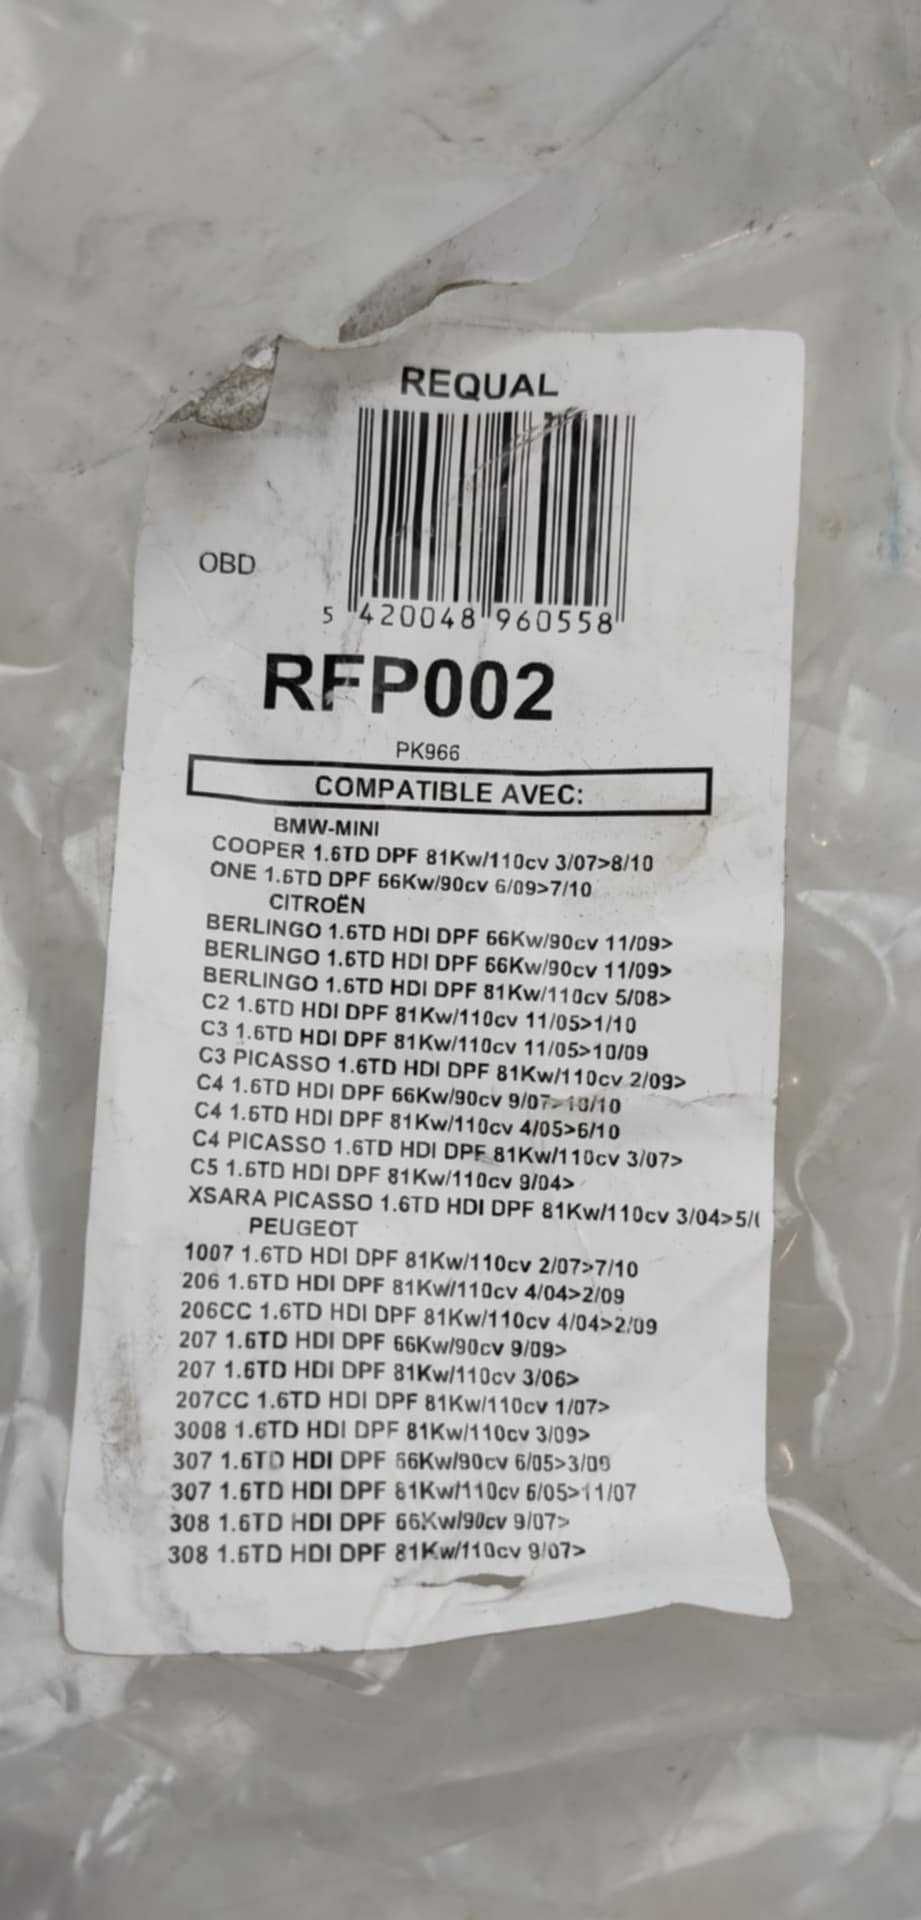 REQUAL
OBD
5 420048 960558
RFP002
PK966
COMPATIBLE AVEC:
BMW-MINI
COOPER 1.6TD DPF 81Kw/110cv 3/07>8/10
ONE 1.6TD DPF 66Kw/90cv 6/09>7/10
CITROËN
BERLINGO 1.6TD HDI DPF 66Kw/90cv 11/09>
BERLINGO 1.6TD HDI DPF 66Kw/90cv 11/09>
BERLINGO 1.6TD HDI DPF 81Kw/110cv 5/08>
C2 1.6TD HDI DPF 81Kw/110cv 11/05>1/10
C3 1.6TD HDI DPF 81Kw/110cv 11/05>10/09
C3 PICASSO 1.6TD HDI DPF 81Kw/110cv 2/09>
C4 1.6TD HDI DPF 66Kw/90cv 9/07>10/10
C4 1.6TD HDI DPF 81Kw/110cv 4/05>6/10
C4 PICASSO 1.6TD HDI DPF 81Kw/110cv 3/07>
C5 1.6TD HDI DPF 81Kw/110cv 9/04>
XSARA PICASSO 1.6TD HDI DPF 81Kw/110cv 3/04>5/
PEUGEOT
1007 1.6TD HDI DPF 81Kw/110cv 2/07>7/10
206 1.6TD HDI DPF 81Kw/110cv 4/04>2/09
206CC 1.6TD HDI DPF 81Kw/110cv 4/04>2/09
207 1.6TD HDI DPF 66Kw/90cv 9/09>
207 1.6TD HDI DPF 81Kw/110cv 3/06>
207CC 1.6TD HDI DPF 81Kw/110cv 1/07>
3008 1.6TD HDI DPF 81Kw/110cv 3/09>
307 1.6TD HDI DPF 66Kw/90cv 6/05>3/09
307 1.6TD HDI DPF 81Kw/110cv 6/05>11/07
308 1.6TD HDI DPF 66Kw/90cv 9/07>
308 1.6TD HDI DPF 81Kw/110cv 9/07>